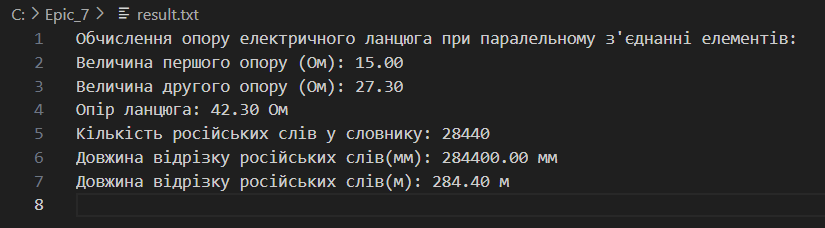 C: > Epic_7 > result.txt
1 Обчислення опору електричного ланцюга при паралельному з'єднанні елементів:
2 Величина першого опору (Ом): 15.00
3 Величина другого опору (Ом): 27.30
4 Опір ланцюга: 42.30 Ом
5 Кількість російських слів у словнику: 28440
6 Довжина відрізку російських слів(мм): 284400.00 мм
7 Довжина відрізку російських слів(м): 284.40 м
8